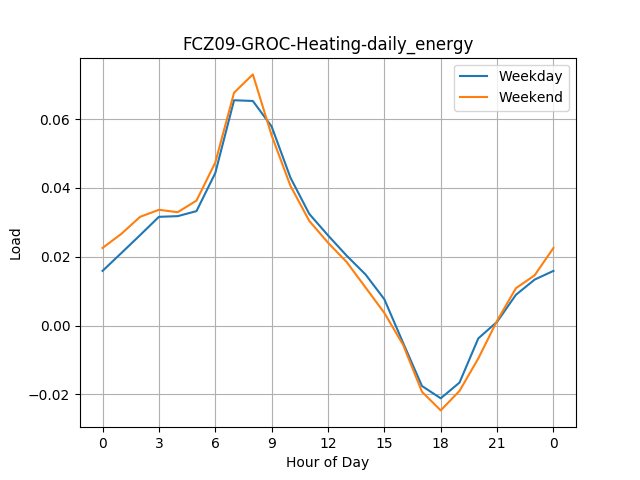 FCZ09-GROC-Heating-daily_energy
Weekday
Weekend
Load
0.06
0.04
0.02
0.00
−0.02
0 3 6 9 12 15 18 21 0
Hour of Day